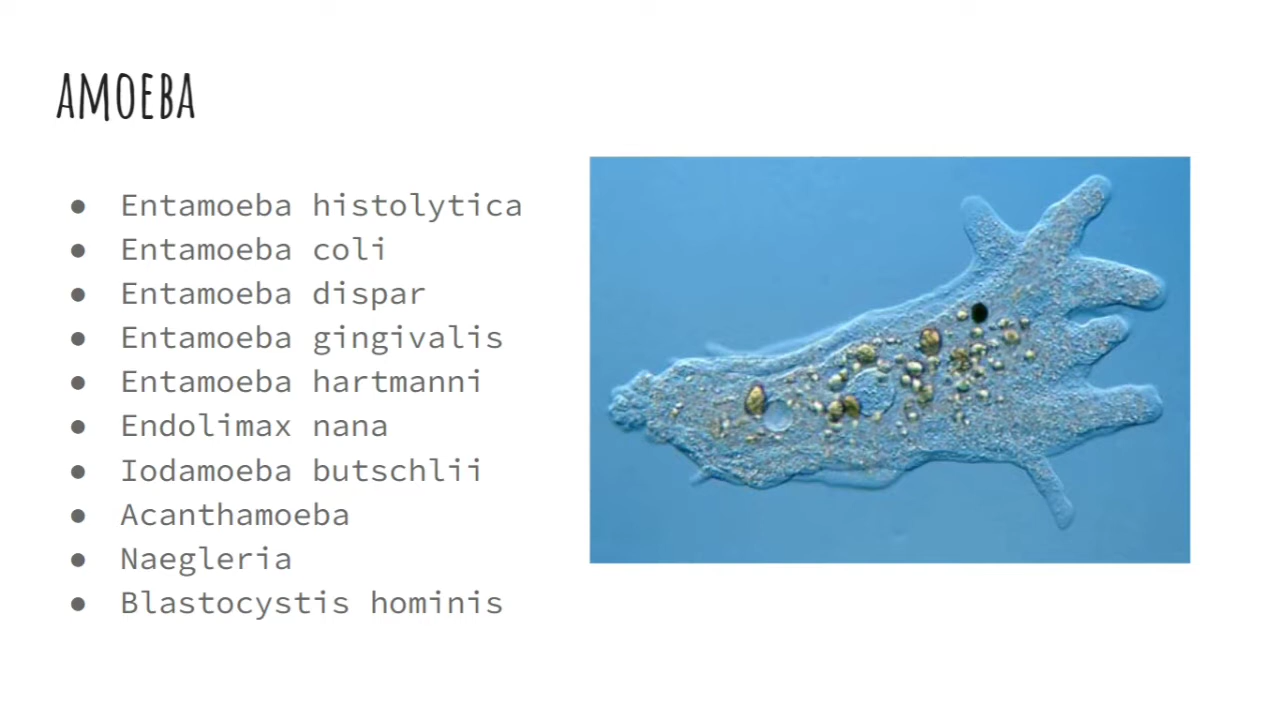 AMOEBA
● Entamoeba histolytica
● Entamoeba coli
● Entamoeba dispar
● Entamoeba gingivalis
● Entamoeba hartmanni
● Endolimax nana
● Iodamoeba butschlii
● Acanthamoeba
● Naegleria
● Blastocystis hominis